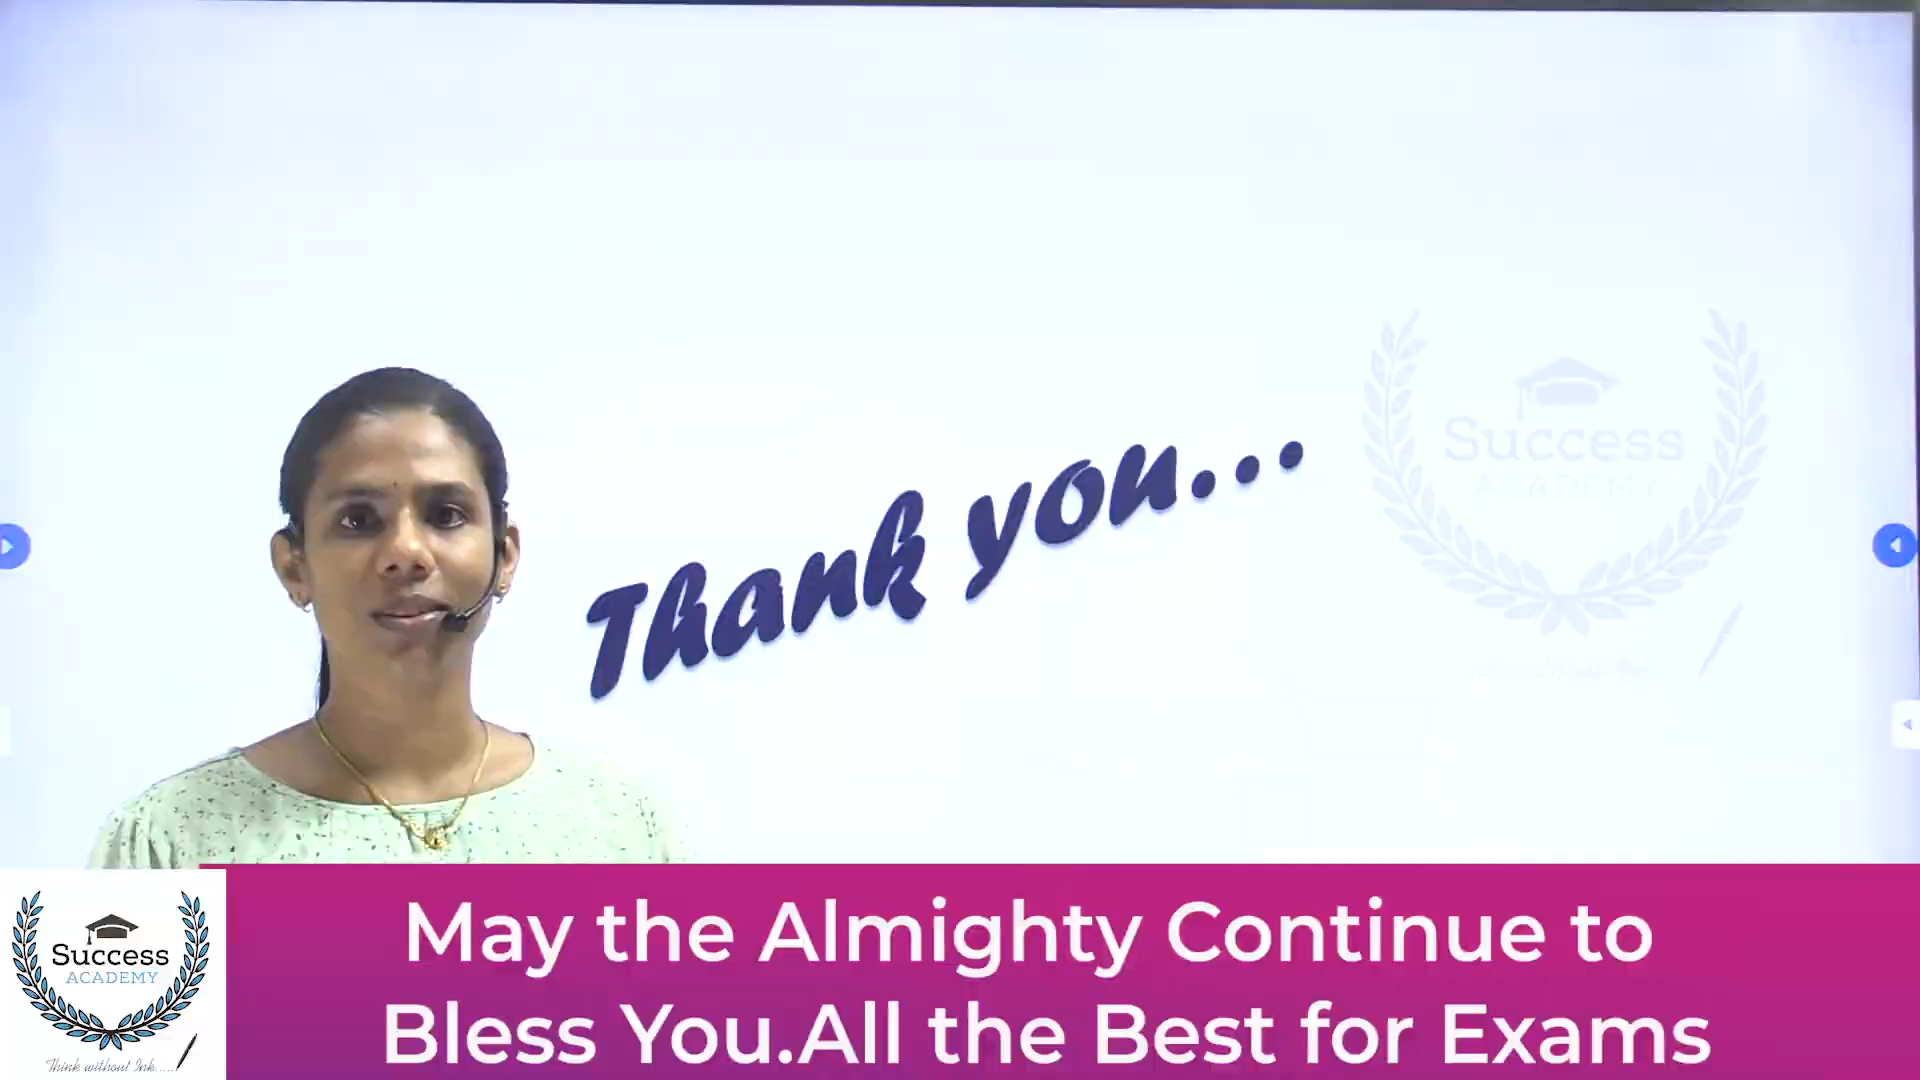 Success
ACADEMY
Thank you...
Success
ACADEMY
Think without Ink ....
May the Almighty Continue to
Bless You.All the Best for Exams